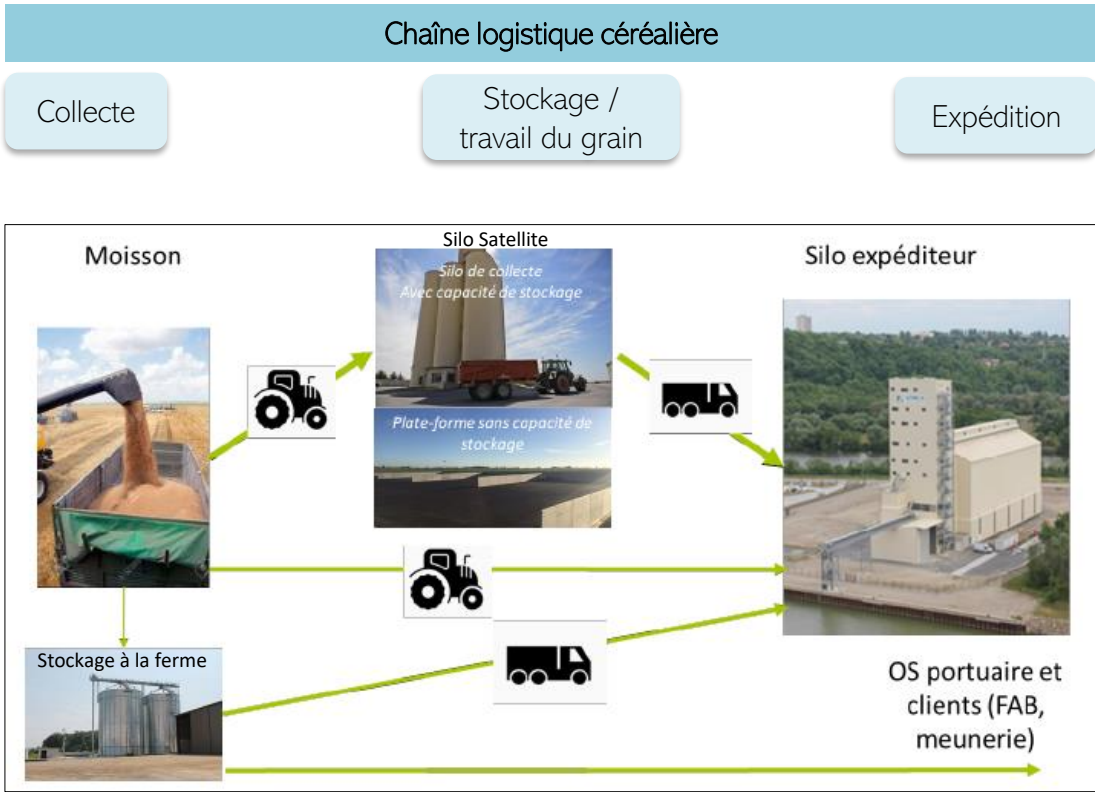 Chaîne logistique céréalière
Collecte
Stockage /
travail du grain
Expédition
Moisson
Silo Satellite
Silo de collecte
Avec capacité de stockage
Plate-forme sans capacité de
stockage
Silo expéditeur
Stockage à la ferme
OS portuaire et
clients (FAB,
meunerie)